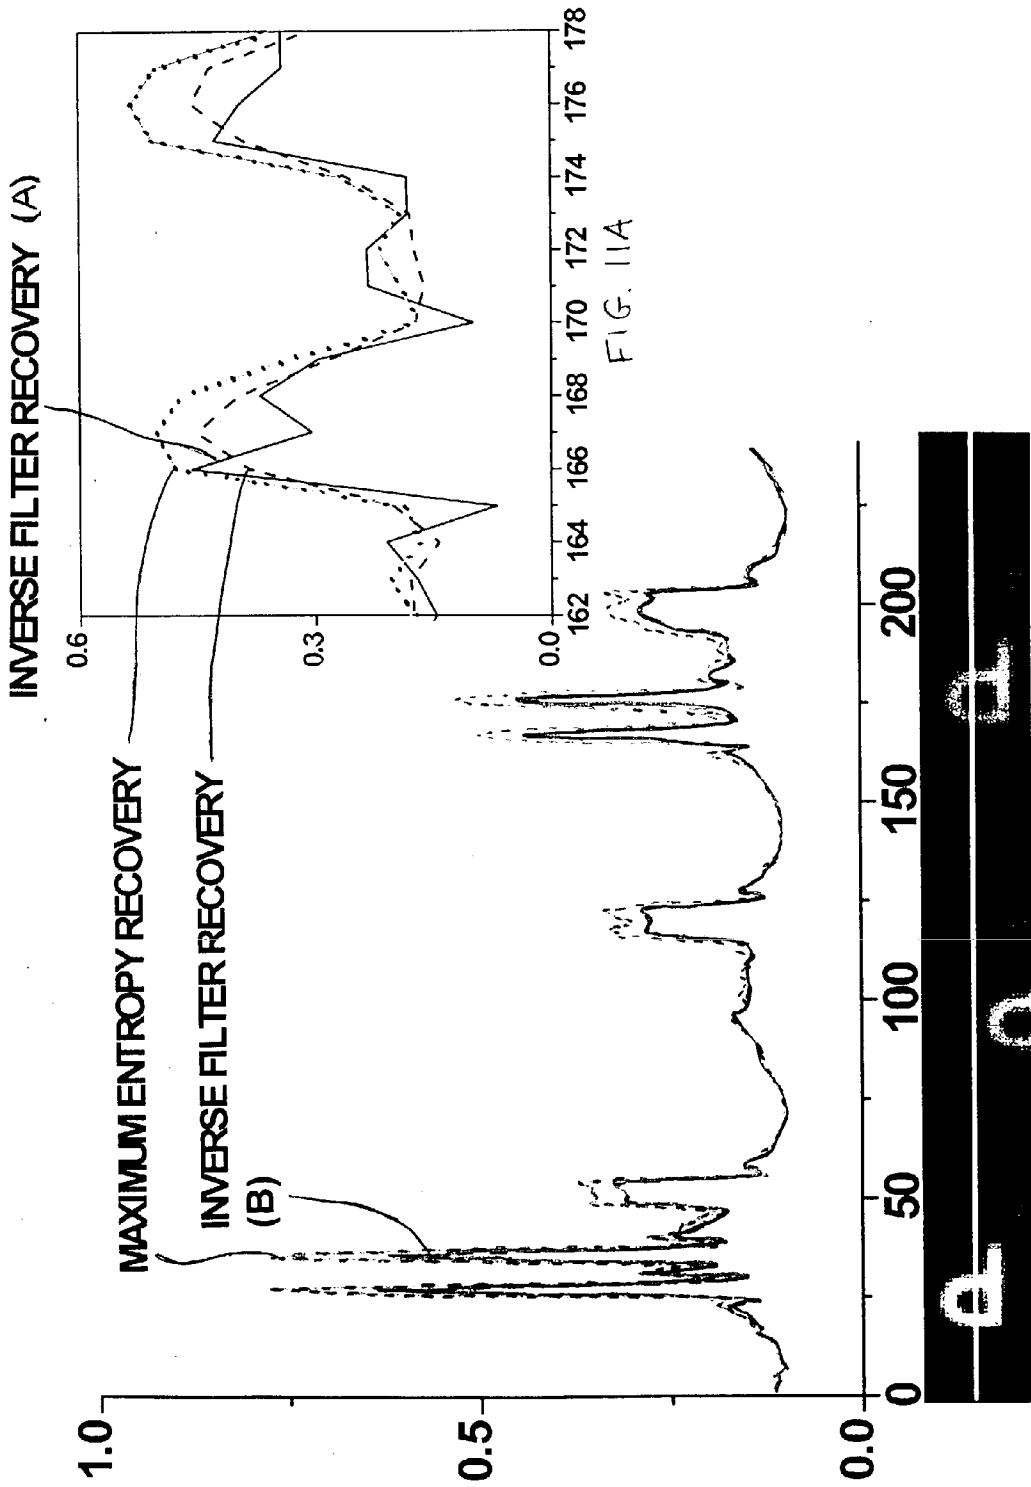 INVERSE FILTER RECOVERY (A)
MAXIMUM ENTROPY RECOVERY
INVERSE FILTER RECOVERY
(B)
0.6
0.3
0.0
162 164 166 168 170 172 174 176 178
FIG. 11A
1.0
0.5
0.0
0 50 100 150 200
P
P